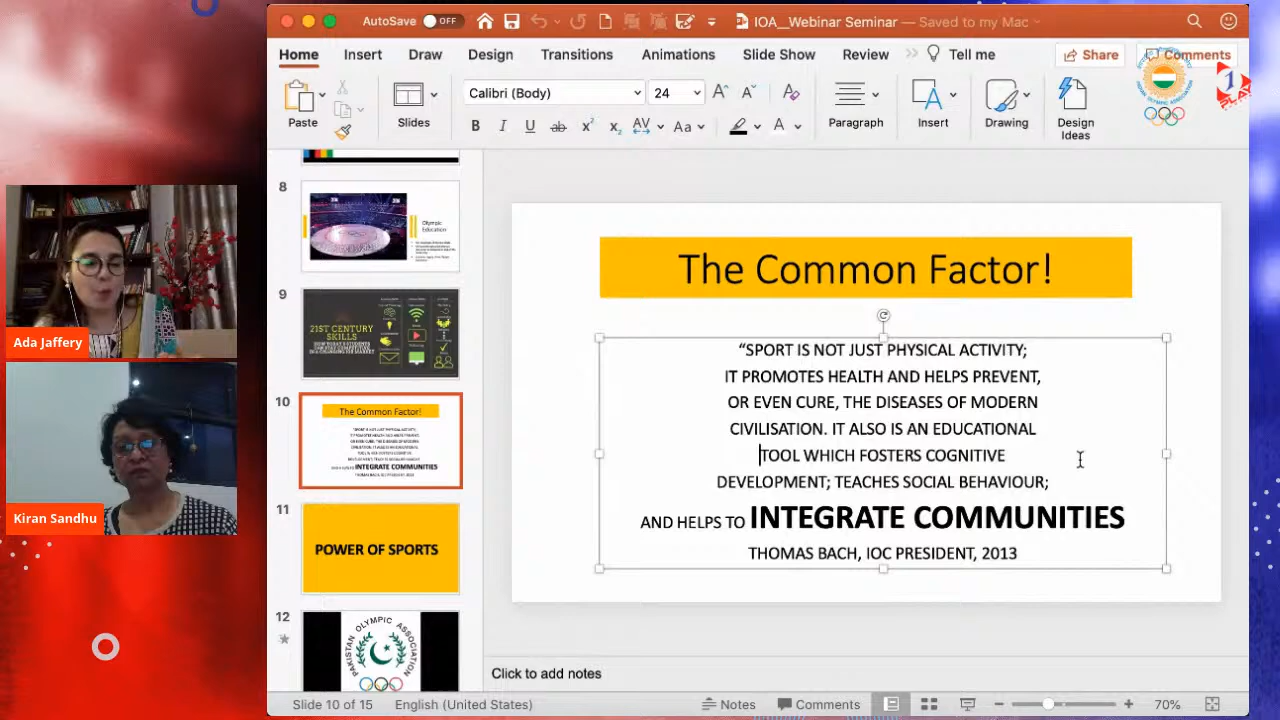 AutoSave OFF
IOA_Webinar Seminar — Saved to my Mac
Home Insert Draw Design Transitions Animations Slide Show Review Tell me Share Comments
Calibri (Body) 24
Paste Slides Paragraph Insert Drawing Design Ideas
8
Olympic
Education
9
21ST CENTURY
SKILLS
10
The Common Factor!
INTEGRATE COMMUNITIES
11
POWER OF SPORTS
12
PAKISTAN OLYMPIC ASSOCIATION
The Common Factor!
“SPORT IS NOT JUST PHYSICAL ACTIVITY;
IT PROMOTES HEALTH AND HELPS PREVENT,
OR EVEN CURE, THE DISEASES OF MODERN
CIVILISATION. IT ALSO IS AN EDUCATIONAL
TOOL WHICH FOSTERS COGNITIVE
DEVELOPMENT; TEACHES SOCIAL BEHAVIOUR;
AND HELPS TO INTEGRATE COMMUNITIES
THOMAS BACH, IOC PRESIDENT, 2013
Click to add notes
Slide 10 of 15 English (United States) Notes Comments 70%
Ada Jaffery
Kiran Sandhu